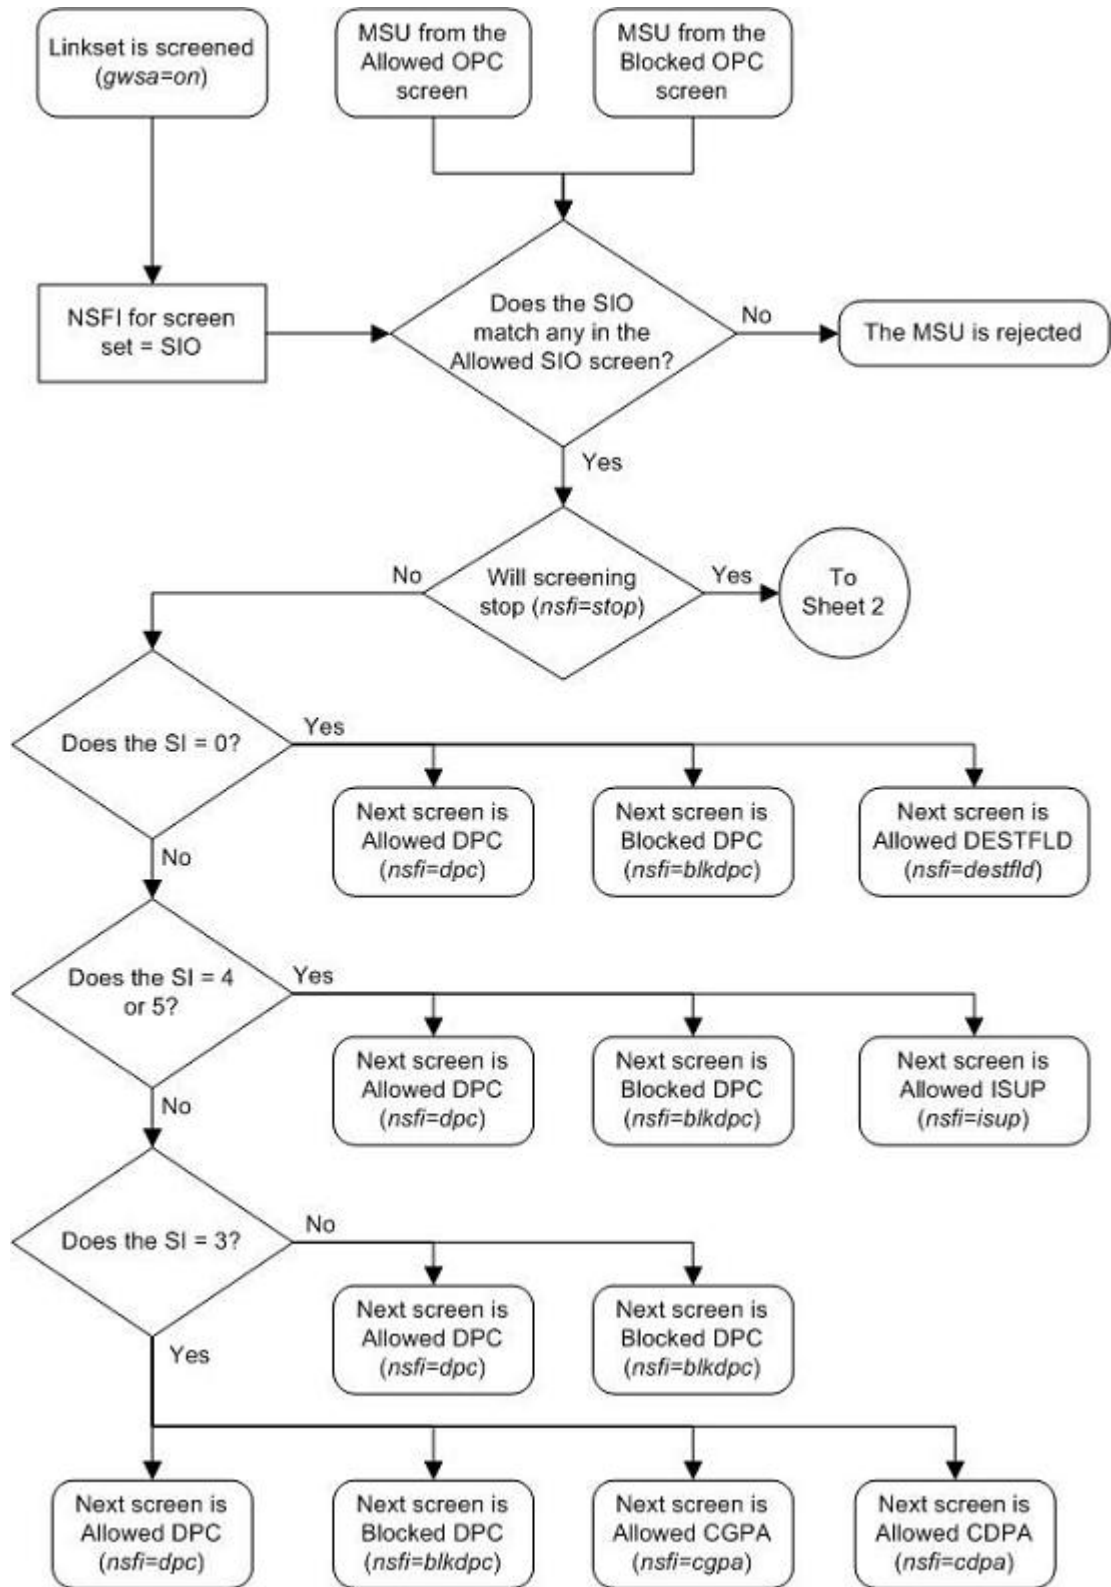 Linkset is screened
(gwsa=on)
MSU from the
Allowed OPC
screen
MSU from the
Blocked OPC
screen
NSFI for screen
set = SIO
Does the SIO
match any in the
Allowed SIO screen?
No
The MSU is rejected
Yes
Will screening
stop (nsfi=stop)
No
Yes
To
Sheet 2
Does the SI = 0?
Yes
Next screen is
Allowed DPC
(nsfi=dpc)
Next screen is
Blocked DPC
(nsfi=blkdpc)
Next screen is
Allowed DESTFLD
(nsfi=destfld)
No
Does the SI = 4
or 5?
Yes
Next screen is
Allowed DPC
(nsfi=dpc)
Next screen is
Blocked DPC
(nsfi=blkdpc)
Next screen is
Allowed ISUP
(nsfi=isup)
No
Does the SI = 3?
No
Next screen is
Allowed DPC
(nsfi=dpc)
Next screen is
Blocked DPC
(nsfi=blkdpc)
Yes
Next screen is
Allowed DPC
(nsfi=dpc)
Next screen is
Blocked DPC
(nsfi=blkdpc)
Next screen is
Allowed CGPA
(nsfi=cgpa)
Next screen is
Allowed CDPA
(nsfi=cdpa)